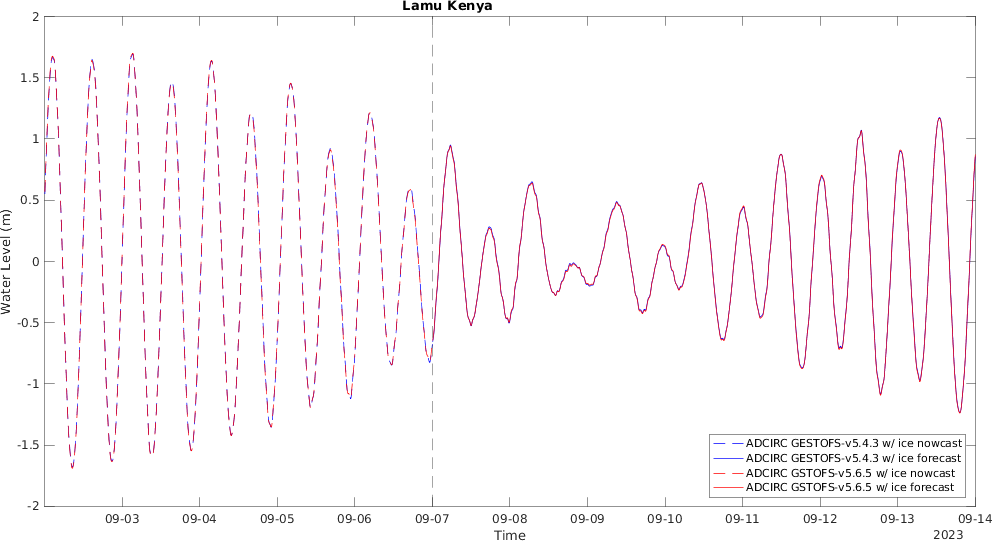 Lamu Kenya
2
1.5
1
0.5
0
-0.5
-1
-1.5
-2
Water Level (m)
ADCIRC GESTOFS-v5.4.3 w/ ice nowcast
ADCIRC GESTOFS-v5.4.3 w/ ice forecast
ADCIRC GSTOFS-v5.6.5 w/ ice nowcast
ADCIRC GSTOFS-v5.6.5 w/ ice forecast
09-03 09-04 09-05 09-06 09-07 09-08 09-09 09-10 09-11 09-12 09-13 09-14
Time
2023